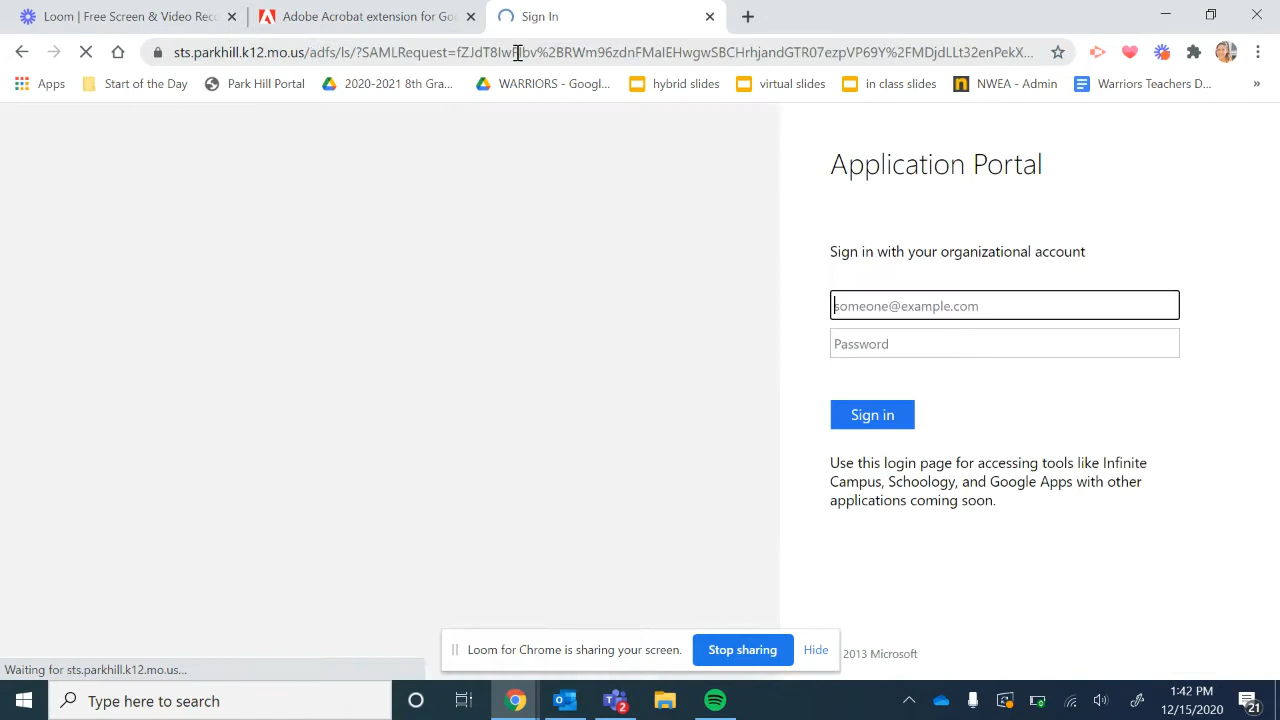 Loom | Free Screen & Video Rec
Adobe Acrobat extension for Go
Sign In
sts.parkhill.k12.mo.us/adfs/ls/?SAMLRequest=
Apps
Start of the Day
Park Hill Portal
2020-2021 8th Gra...
WARRIORS - Googl...
hybrid slides
virtual slides
in class slides
NWEA - Admin
Warriors Teachers D...
»
Application Portal
Sign in with your organizational account
someone@example.com
Password
Sign in
Use this login page for accessing tools like Infinite
Campus, Schoology, and Google Apps with other
applications coming soon.
Loom for Chrome is sharing your screen.
Stop sharing
Hide
2013 Microsoft
Waiting for sts.parkhill.k12.mo.us...
Type here to search
2
1:42 PM
12/15/2020
21